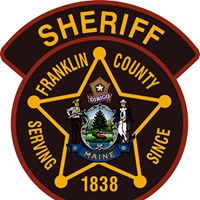 SHERIFF
FRANKLIN COUNTY
DIRIGO
MAINE
SERVING SINCE
1838